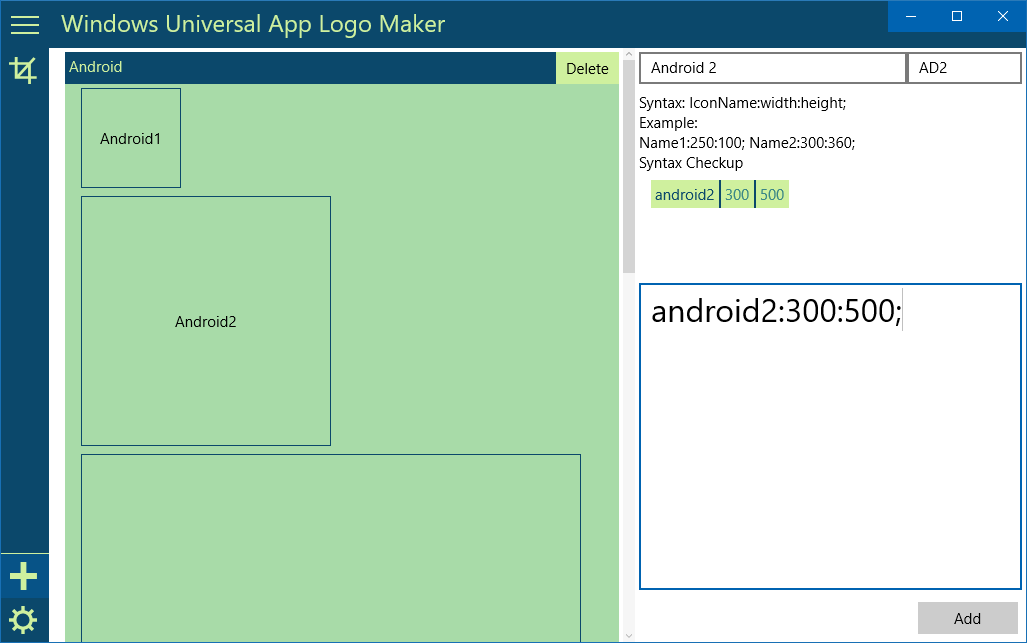 Windows Universal App Logo Maker
Android
Delete
Android1
Android2
Android 2
AD2
Syntax: IconName:width:height;
Example:
Name1:250:100; Name2:300:360;
Syntax Checkup
android2 300 500
android2:300:500;
Add